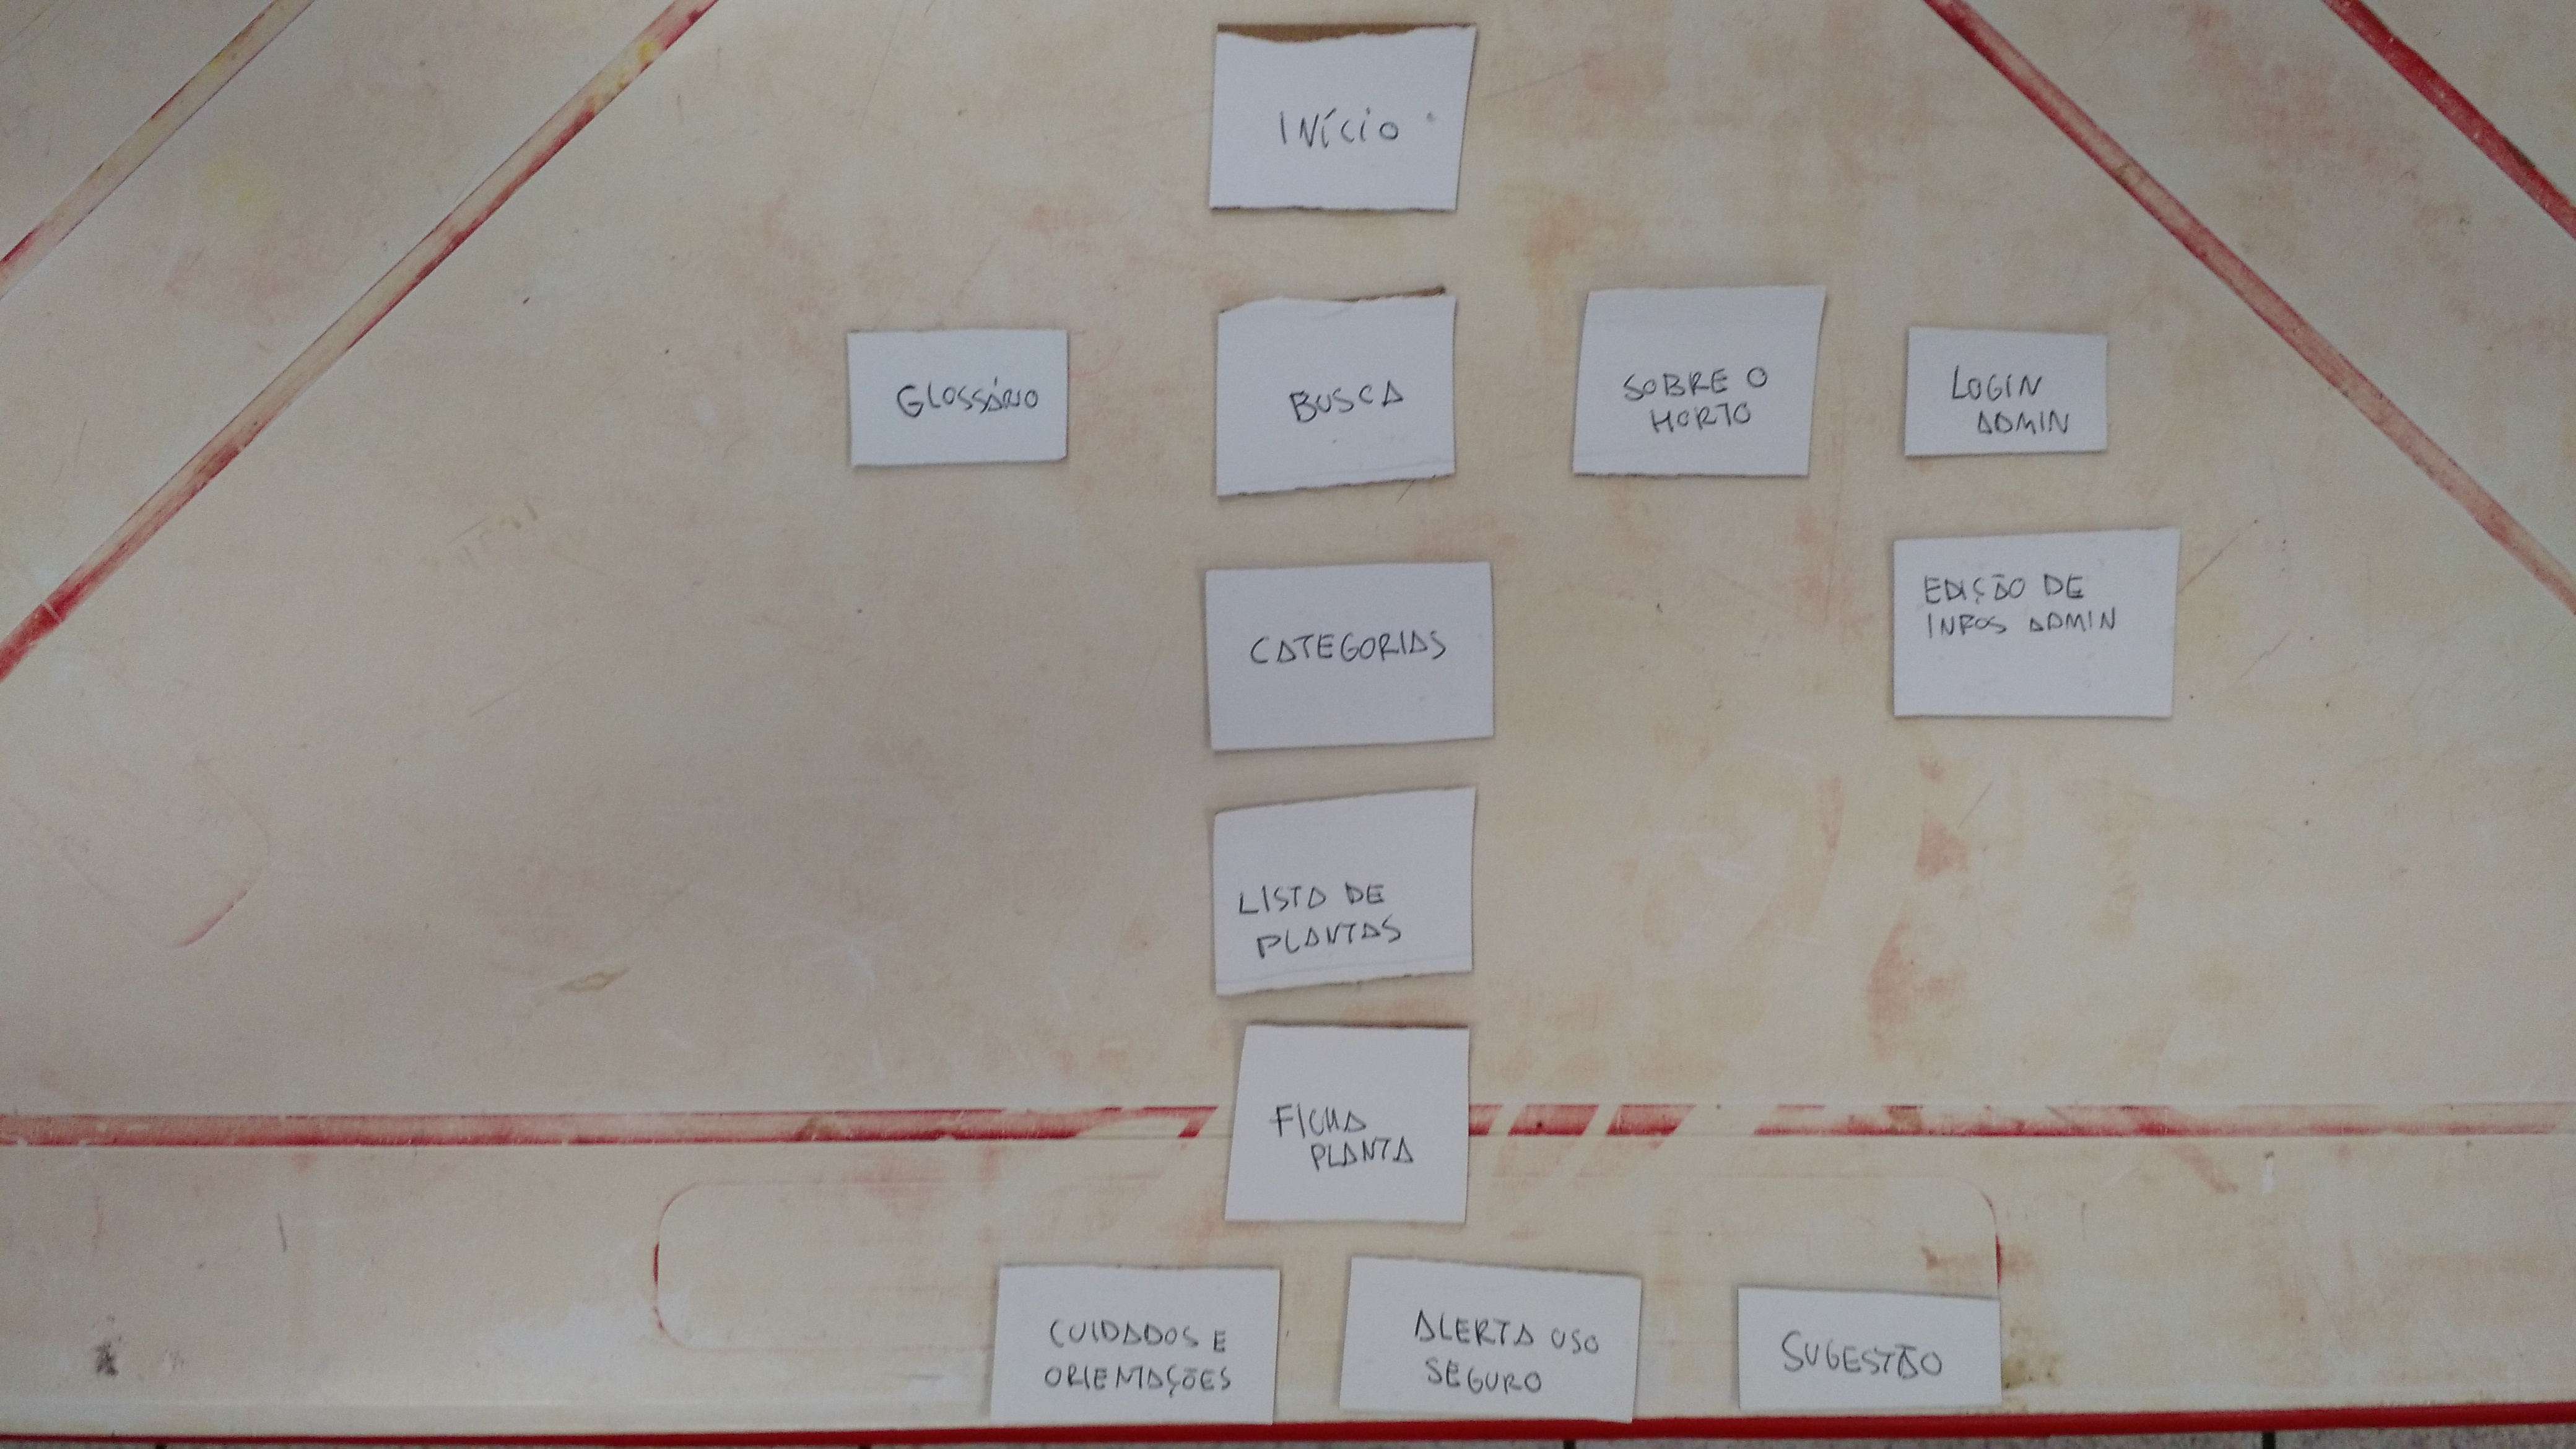 INÍCIO
GLOSSÁRIO
BUSCA
SOBRE O
HORTO
LOGIN
ADMIN
CATEGORIAS
EDIÇÃO DE
INFOS ADMIN
LISTA DE
PLANTAS
FICHA
PLANTA
CUIDADOS E
ORIENTAÇÕES
ALERTA USO
SEGURO
SUGESTÃO